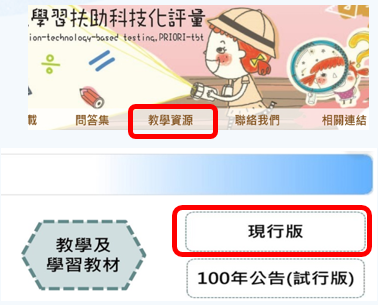 學習扶助科技化評量
ion-technology-based testing, PRIORI-tbt
載 問答集 教學資源 聯絡我們 相關連結
教學及
學習教材
現行版
100年公告(試行版)